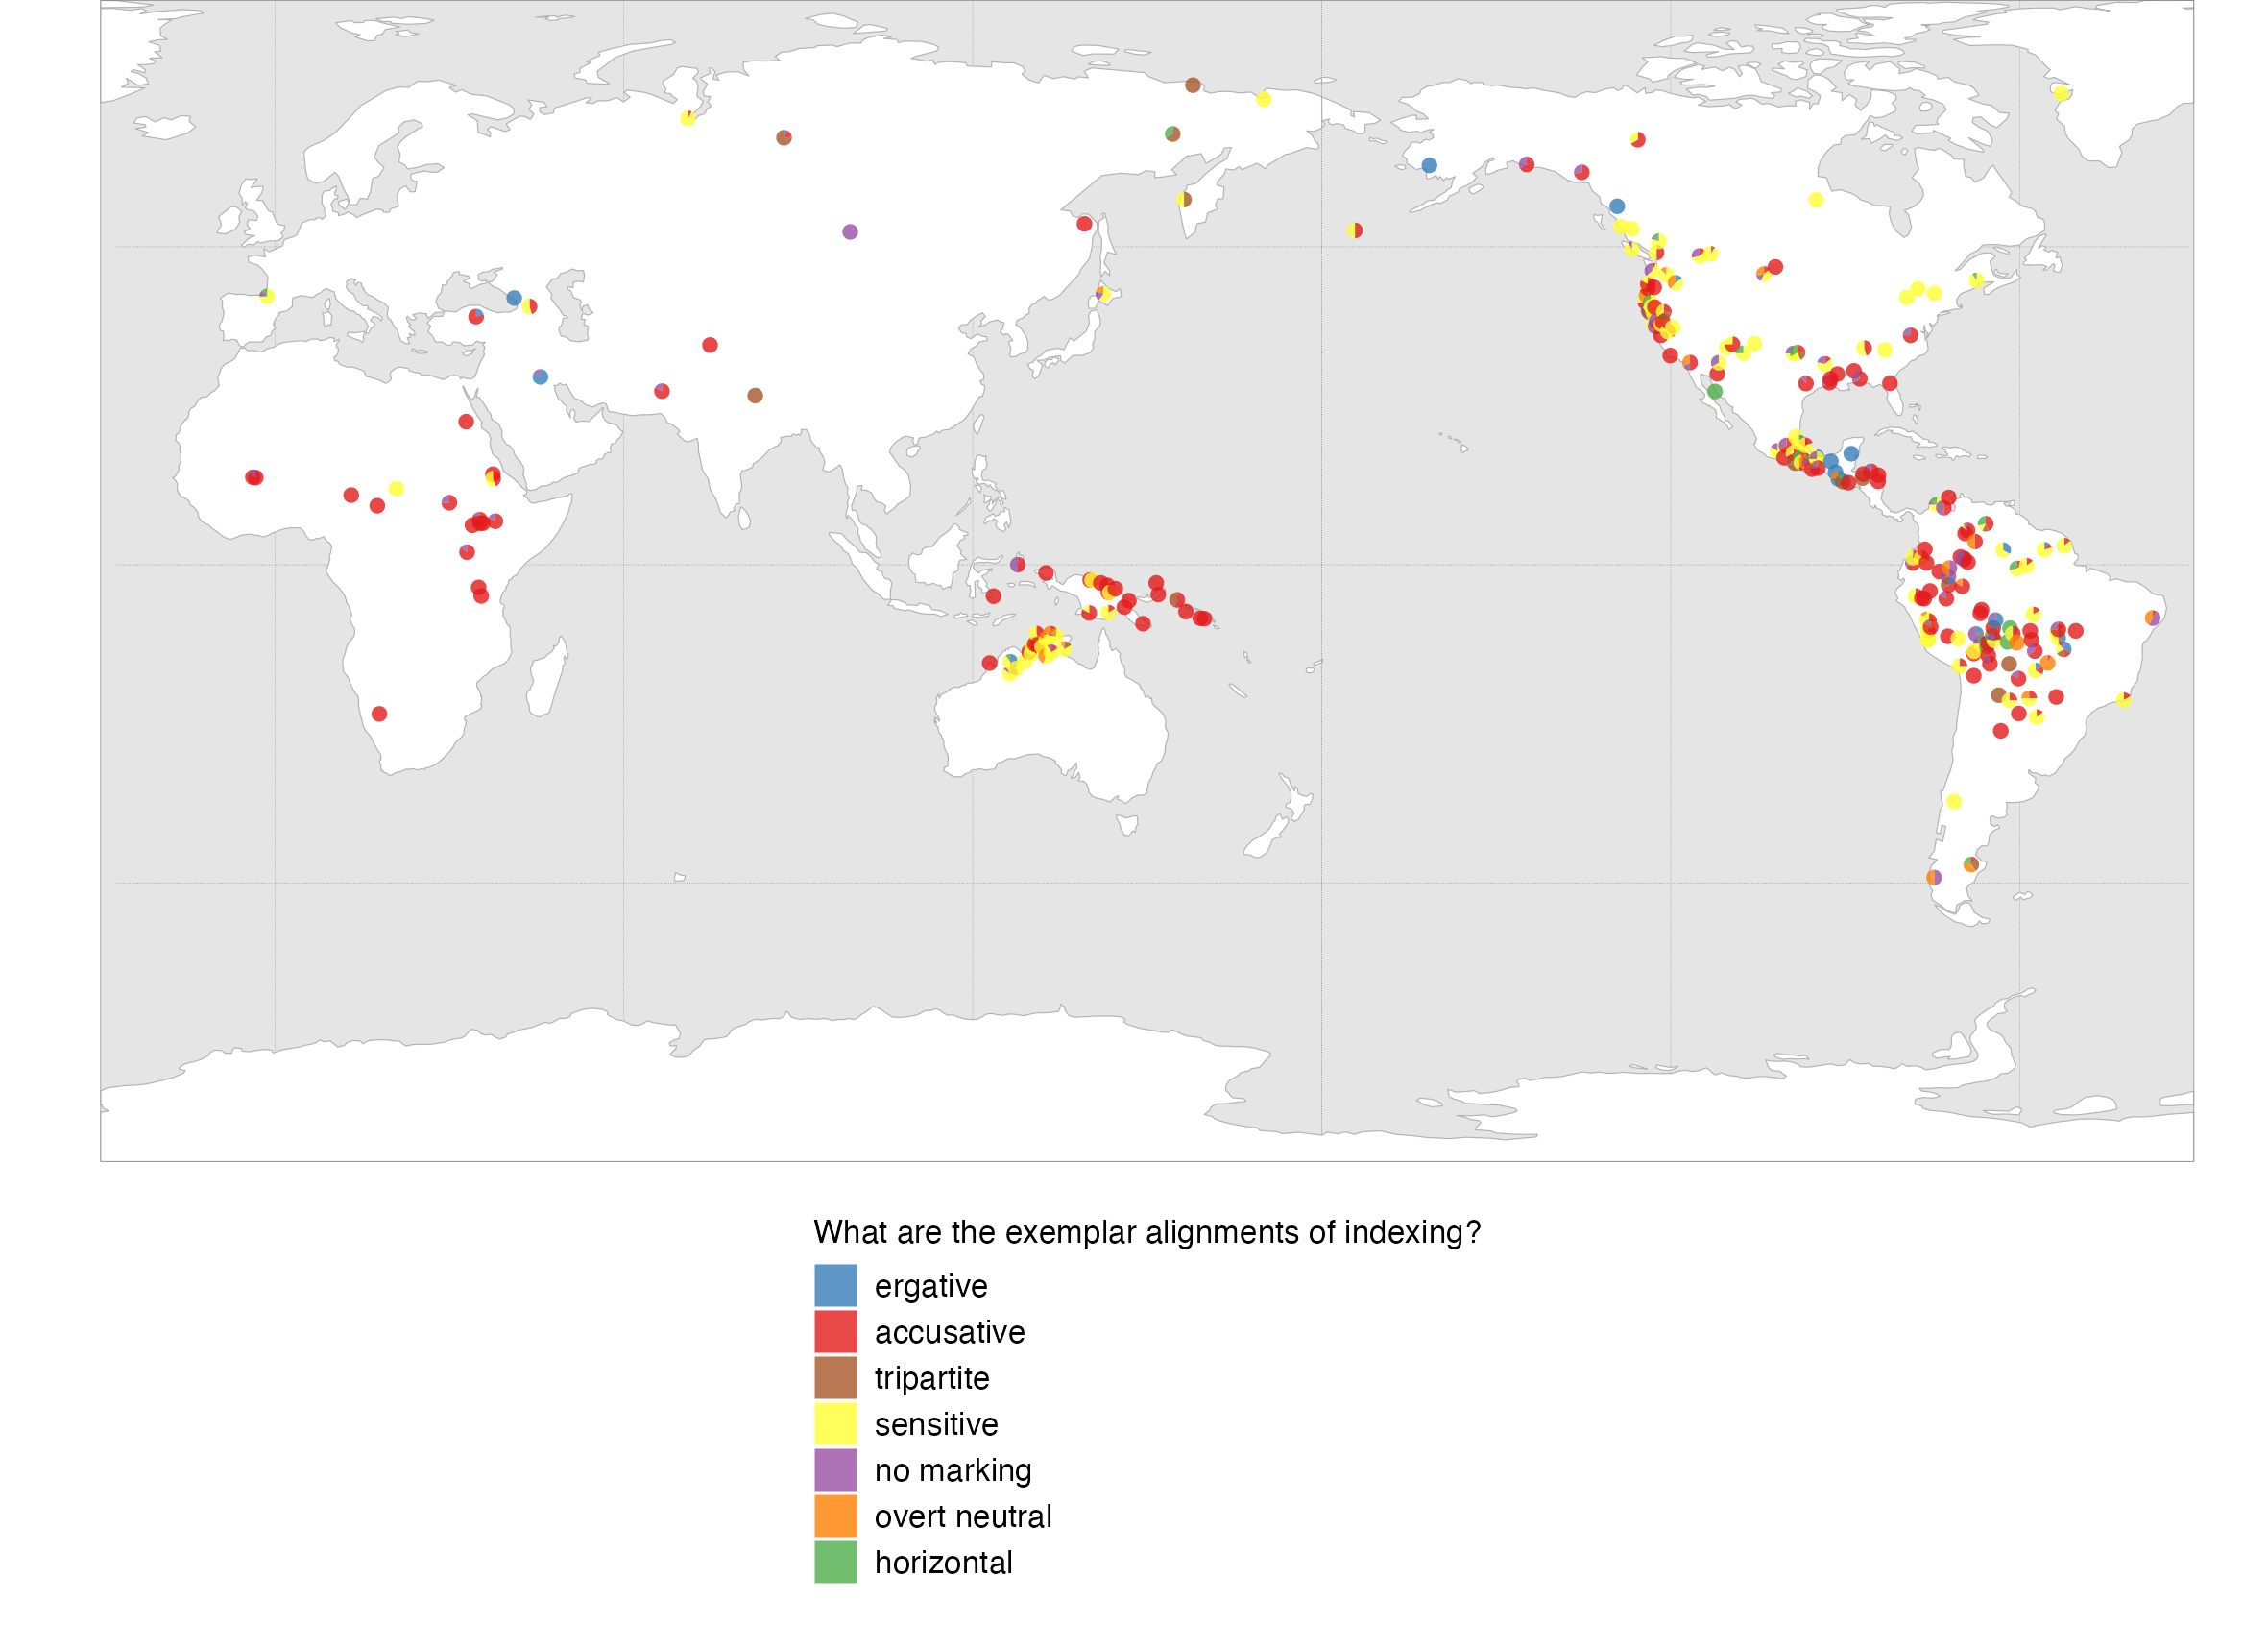 What are the exemplar alignments of indexing?
ergative
accusative
tripartite
sensitive
no marking
overt neutral
horizontal